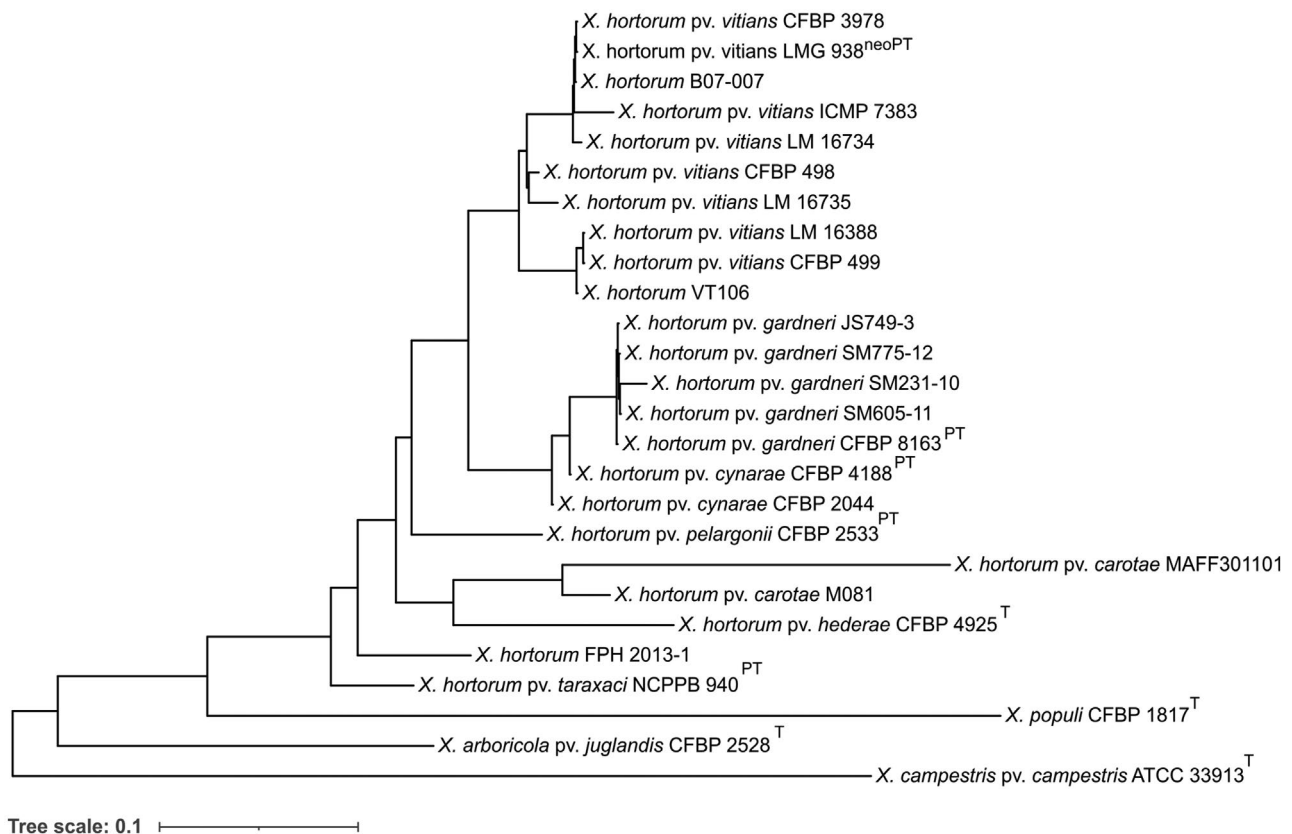 X. hortorum pv. vitians CFBP 3978
X. hortorum pv. vitians LMG 938neoPT
X. hortorum B07-007
X. hortorum pv. vitians ICMP 7383
X. hortorum pv. vitians LM 16734
X. hortorum pv. vitians CFBP 498
X. hortorum pv. vitians LM 16735
X. hortorum pv. vitians LM 16388
X. hortorum pv. vitians CFBP 499
X. hortorum VT106
X. hortorum pv. gardneri JS749-3
X. hortorum pv. gardneri SM775-12
X. hortorum pv. gardneri SM231-10
X. hortorum pv. gardneri SM605-11
X. hortorum pv. gardneri CFBP 8163PT
X. hortorum pv. cynarae CFBP 4188PT
X. hortorum pv. cynarae CFBP 2044
X. hortorum pv. pelargonii CFBP 2533PT
X. hortorum pv. carotae MAFF301101
X. hortorum pv. carotae M081
X. hortorum pv. hederae CFBP 4925T
X. hortorum FPH 2013-1
X. hortorum pv. taraxaci NCPPB 940PT
X. populi CFBP 1817T
X. arboricola pv. juglandis CFBP 2528T
X. campestris pv. campestris ATCC 33913T
Tree scale: 0.1